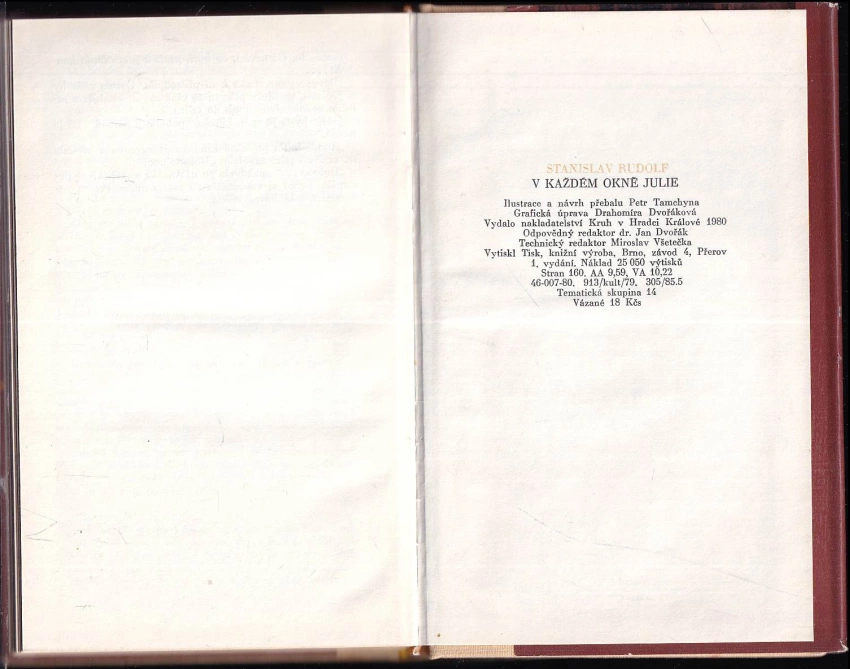 STANISLAV RUDOLF
V KAŽDÉM OKNĚ JULIE
Ilustrace a návrh přebalu Petr Tamchyna
Grafická úprava Drahomíra Dvořáková
Vydalo nakladatelství Kruh v Hradci Králové 1980
Odpovědný redaktor dr. Jan Dvořák
Technický redaktor Miroslav Všetečka
Vytiskl Tisk, knižní výroba, Brno, závod 4, Přerov
1. vydání. Náklad 25 050 výtisků
Stran 160. AA 9,59, VA 10,22
46-007-80. 913/kult/79. 305/85.5
Tematická skupina 14
Vázané 18 Kčs